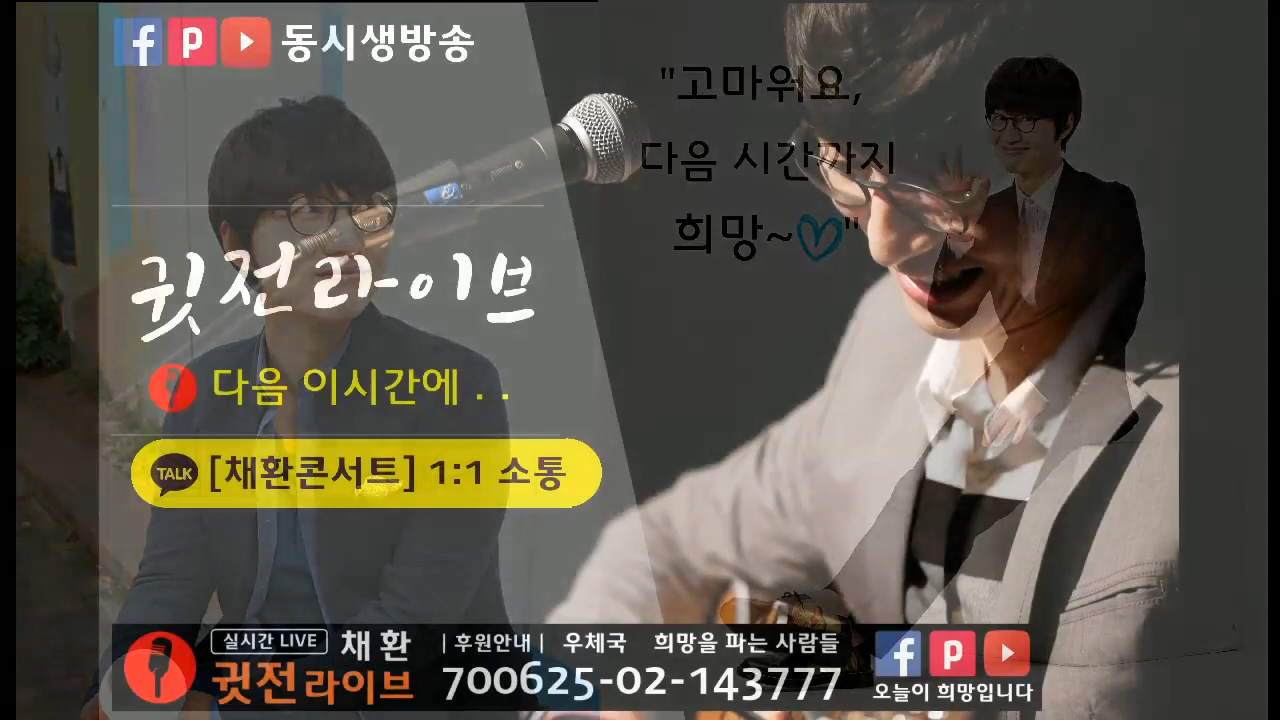 동시생방송
"고마워요,
다음 시간까지
희망~♡"
귓전라이브
다음 이시간에 . .
TALK [채환콘서트] 1:1 소통
실시간 LIVE 채환 | 후원안내 | 우체국 희망을 파는 사람들
귓전라이브 700625-02-143777
오늘이 희망입니다